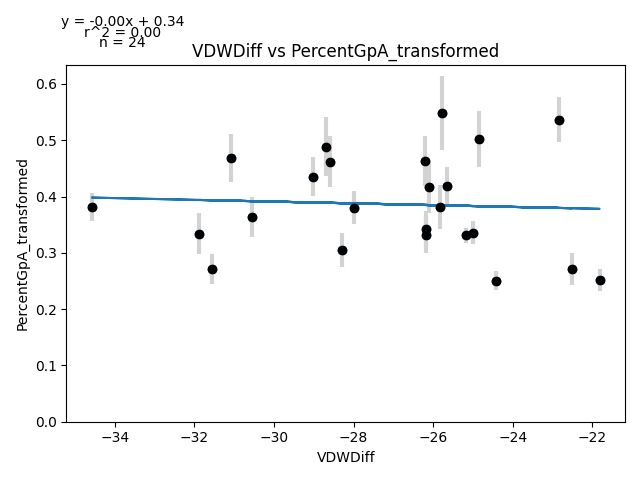 y = -0.00x + 0.34
r^2 = 0.00
n = 24
VDWDiff vs PercentGpA_transformed
0.6
0.5
0.4
0.3
0.2
0.1
0.0
PercentGpA_transformed
−34
−32
−30
−28
−26
−24
−22
VDWDiff